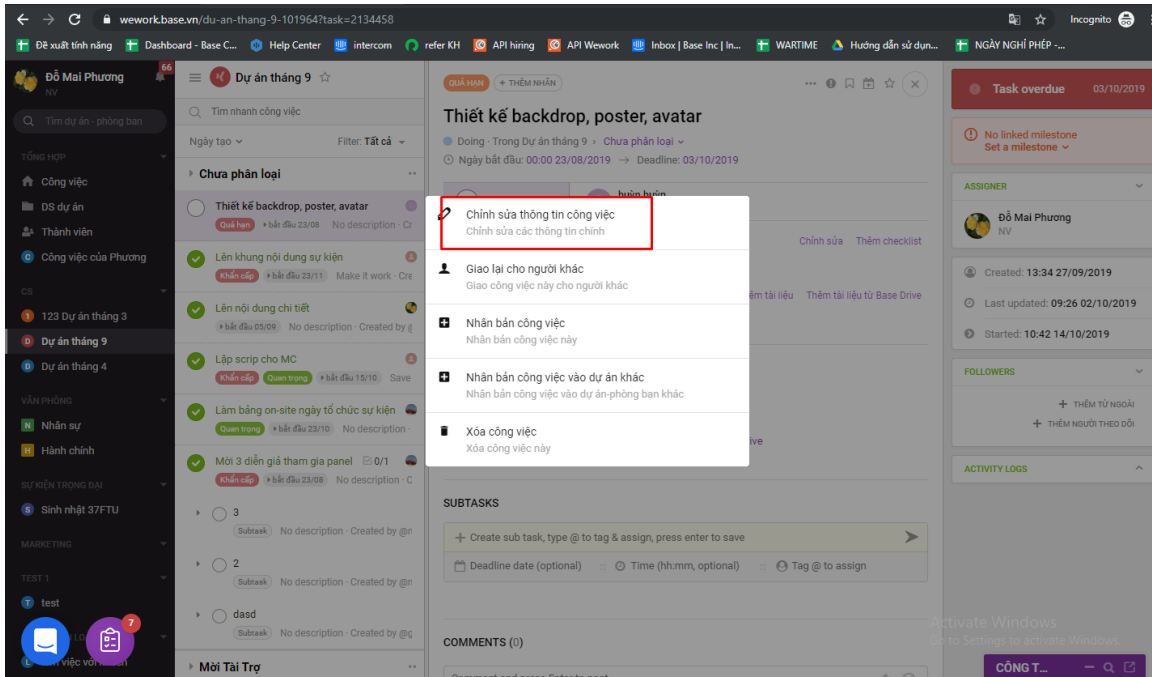 wework.base.vn/du-an-thang-9-101964?task=2134458
Incognito
Đề xuất tính năng
Dashboard - Base C...
Help Center
intercom
refer KH
API hiring
API Wework
Inbox | Base Inc | In...
WARTIME
Hướng dẫn sử dụn...
NGÀY NGHỈ PHÉP -...
Đỗ Mai Phương
NV
66
Tìm dự án - phòng ban
TỔNG HỢP
Công việc
DS dự án
Thành viên
Công việc của Phương
CS
123 Dự án tháng 3
Dự án tháng 9
Dự án tháng 4
VĂN PHÒNG
Nhân sự
Hành chính
SỰ KIỆN TRONG ĐẠI
Sinh nhật 37FTU
MARKETING
TEST 1
test
7
Dự án tháng 9
Tìm nhanh công việc
Ngày tạo
Filter: Tất cả
Chưa phân loại
Thiết kế backdrop, poster, avatar
Quá hạn bắt đầu 23/08 No description · Cr
Lên khung nội dung sự kiện
Khẩn cấp bắt đầu 23/11 Make it work · Cre
Lên nội dung chi tiết
bắt đầu 05/09 No description · Created by
Lập scrip cho MC
Khẩn cấp Quan trọng bắt đầu 15/10 Save
Làm bảng on-site ngày tổ chức sự kiện
Quan trọng bắt đầu 23/10 No description ·
Mời 3 diễn giả tham gia panel 0/1
Khẩn cấp bắt đầu 23/08 No description · C
3
Subtask No description · Created by @n
2
Subtask No description · Created by @n
dasd
Subtask No description · Created by @g
Mời Tài Trợ
QUÁ HẠN + THÊM NHÃN
Thiết kế backdrop, poster, avatar
Doing · Trong Dự án tháng 9 › Chưa phân loại
Ngày bắt đầu: 00:00 23/08/2019 → Deadline: 03/10/2019
Chỉnh sửa thông tin công việc
Chỉnh sửa các thông tin chính
Giao lại cho người khác
Giao công việc này cho người khác
Nhân bản công việc
Nhân bản công việc này
Nhân bản công việc vào dự án khác
Nhân bản công việc vào dự án-phòng ban khác
Xóa công việc
Xóa công việc này
Chỉnh sửa Thêm checklist
êm tài liệu Thêm tài liệu từ Base Drive
ive
SUBTASKS
+ Create sub task, type @ to tag & assign, press enter to save
Deadline date (optional) :: Time (hh:mm, optional) :: Tag @ to assign
COMMENTS (0)
Task overdue 03/10/2019
No linked milestone
Set a milestone
ASSIGNER
Đỗ Mai Phương
NV
Created: 13:34 27/09/2019
Last updated: 09:26 02/10/2019
Started: 10:42 14/10/2019
FOLLOWERS
+ THÊM TỪ NGOÀI
+ THÊM NGƯỜI THEO DÕI
ACTIVITY LOGS
Activate Windows
Go to Settings to activate Windows.
CÔNG T...